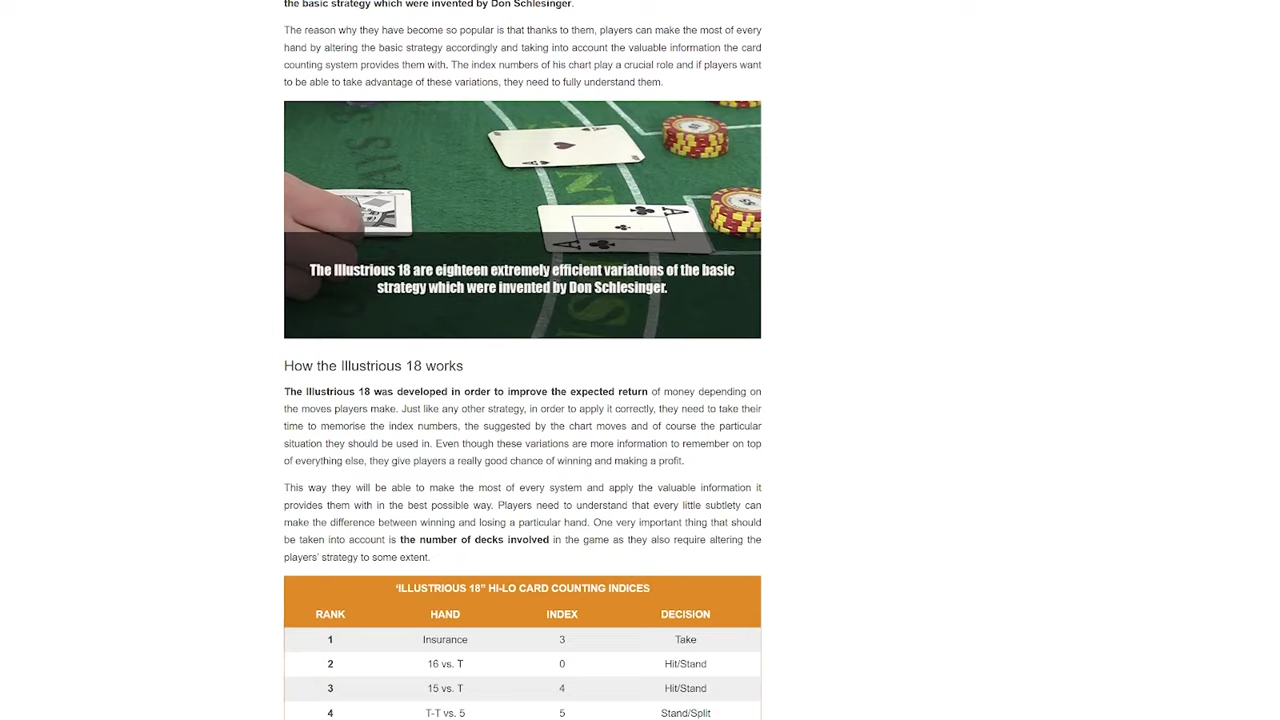 the basic strategy which were invented by Don Schlesinger.
The reason why they have become so popular is that thanks to them, players can make the most of every
hand by altering the basic strategy accordingly and taking into account the valuable information the card
counting system provides them with. The index numbers of his chart play a crucial role and if players want
to be able to take advantage of these variations, they need to fully understand them.
The Illustrious 18 are eighteen extremely efficient variations of the basic
strategy which were invented by Don Schlesinger.
How the Illustrious 18 works
The Illustrious 18 was developed in order to improve the expected return of money depending on
the moves players make. Just like any other strategy, in order to apply it correctly, they need to take their
time to memorise the index numbers, the suggested by the chart moves and of course the particular
situation they should be used in. Even though these variations are more information to remember on top
of everything else, they give players a really good chance of winning and making a profit.
This way they will be able to make the most of every system and apply the valuable information it
provides them with in the best possible way. Players need to understand that every little subtlety can
make the difference between winning and losing a particular hand. One very important thing that should
be taken into account is the number of decks involved in the game as they also require altering the
players' strategy to some extent.
'ILLUSTRIOUS 18" HI-LO CARD COUNTING INDICES
RANK HAND INDEX DECISION
1 Insurance 3 Take
2 16 vs. T 0 Hit/Stand
3 15 vs. T 4 Hit/Stand
4 T-T vs. 5 5 Stand/Split